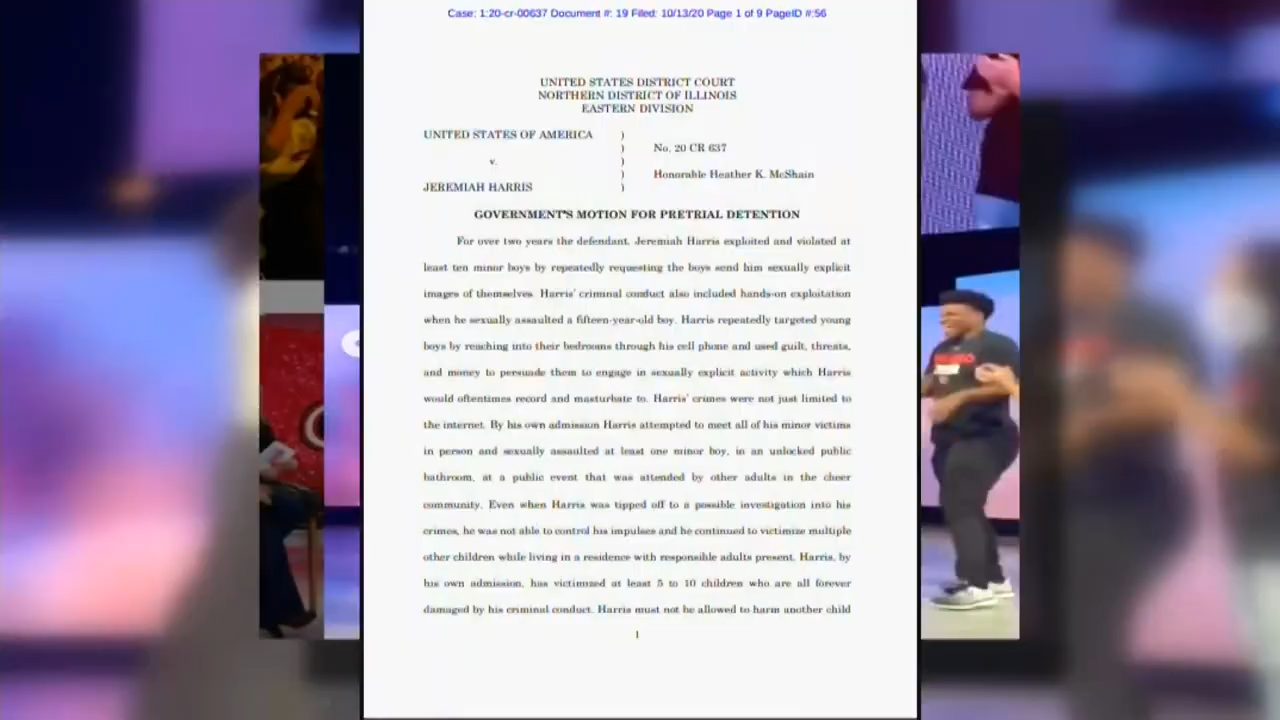 Case: 1:20-cr-00637 Document #: 19 Filed: 10/13/20 Page 1 of 9 PageID #:56
UNITED STATES DISTRICT COURT
NORTHERN DISTRICT OF ILLINOIS
EASTERN DIVISION
UNITED STATES OF AMERICA )
) No. 20 CR 637
v. )
) Honorable Heather K. McShain
JEREMIAH HARRIS )
GOVERNMENT'S MOTION FOR PRETRIAL DETENTION
For over two years the defendant, Jeremiah Harris exploited and violated at
least ten minor boys by repeatedly requesting the boys send him sexually explicit
images of themselves. Harris' criminal conduct also included hands-on exploitation
when he sexually assaulted a fifteen-year-old boy. Harris repeatedly targeted young
boys by reaching into their bedrooms through his cell phone and used guilt, threats,
and money to persuade them to engage in sexually explicit activity which Harris
would oftentimes record and masturbate to. Harris' crimes were not just limited to
the internet. By his own admission Harris attempted to meet all of his minor victims
in person and sexually assaulted at least one minor boy, in an unlocked public
bathroom, at a public event that was attended by other adults in the cheer
community. Even when Harris was tipped off to a possible investigation into his
crimes, he was not able to control his impulses and he continued to victimize multiple
other children while living in a residence with responsible adults present. Harris, by
his own admission, has victimized at least 5 to 10 children who are all forever
damaged by his criminal conduct. Harris must not be allowed to harm another child
1